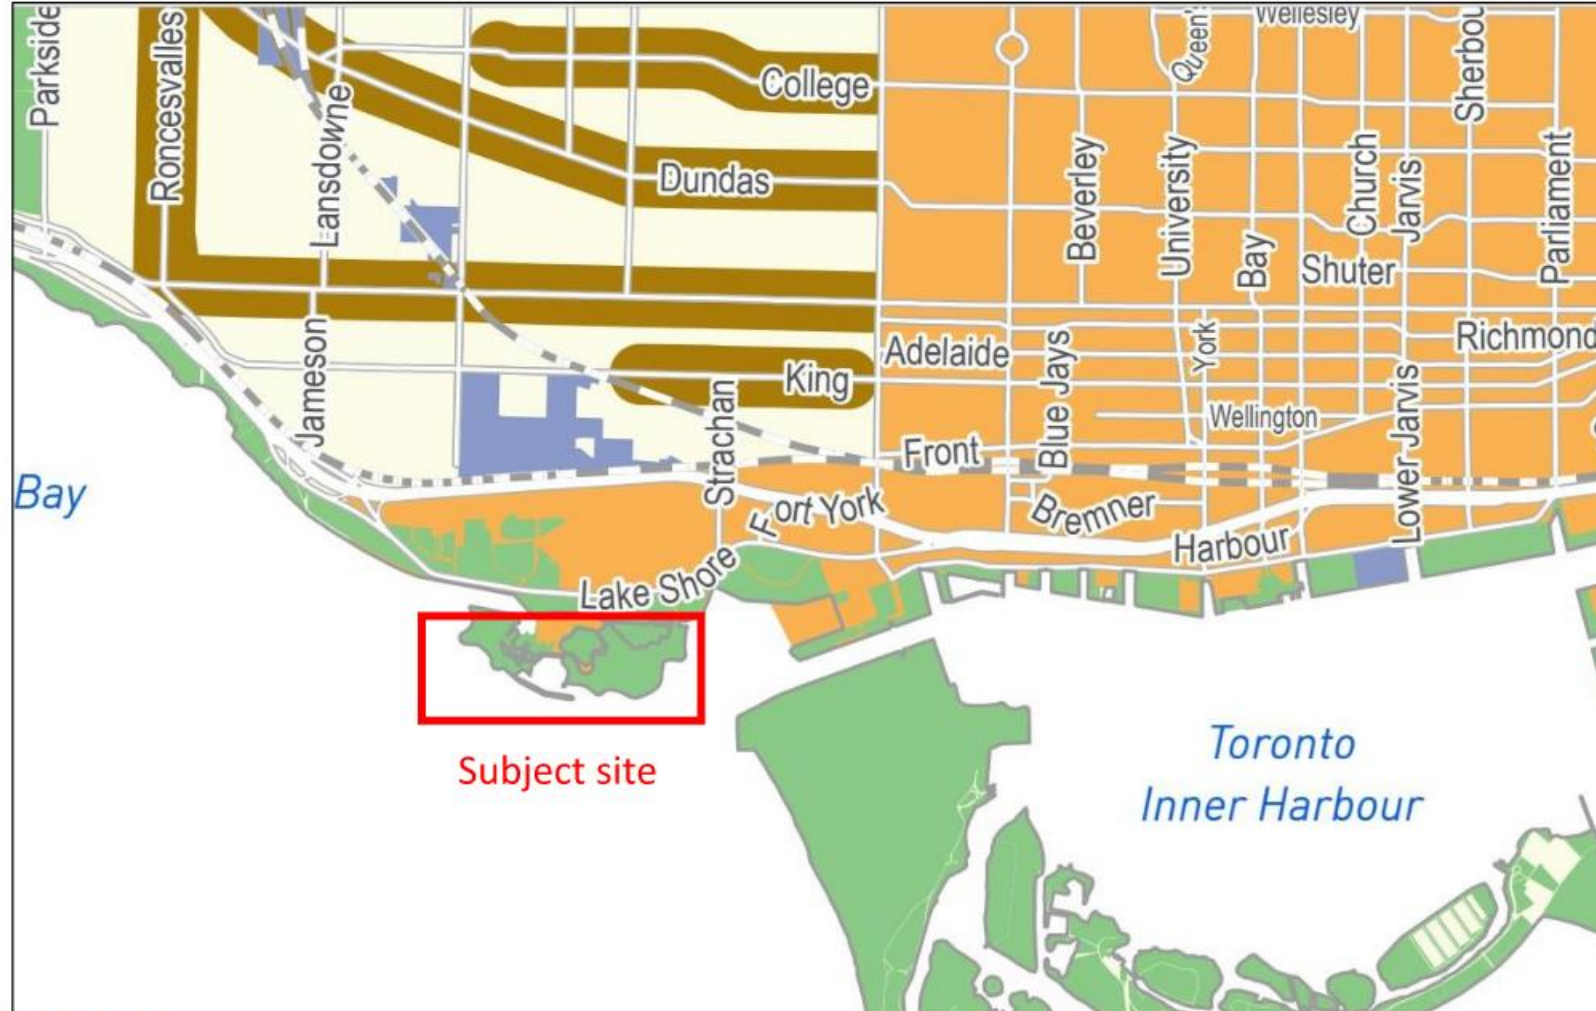 Parkside
Roncesvalles
Lansdowne
College
Dundas
Queen's
Wellesley
Sherbou
Beverley
University
Bay
Church
Jarvis
Shuter
Parliament
Jameson
King
Strachan
Adelaide
Blue Jays
York
Richmond
Wellington
Lower Jarvis
Front
Bay
Fort York
Bremner
Harbour
Lake Shore
Subject site
Toronto
Inner Harbour